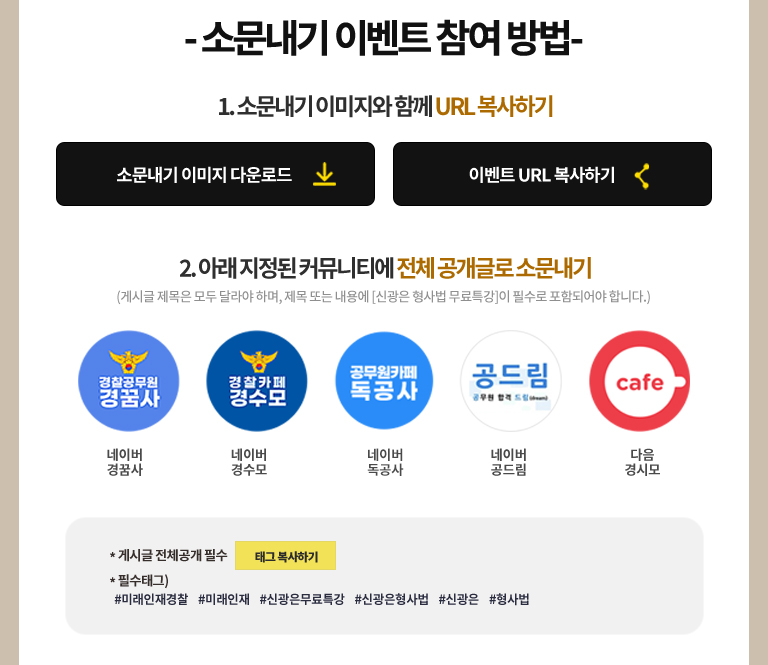 - 소문내기 이벤트 참여 방법-
1. 소문내기 이미지와 함께 URL 복사하기
소문내기 이미지 다운로드
이벤트 URL 복사하기
2. 아래 지정된 커뮤니티에 전체 공개글로 소문내기
(게시글 제목은 모두 달라야 하며, 제목 또는 내용에 [신광은 형사법 무료특강]이 필수로 포함되어야 합니다.)
경찰공무원
경꿈사
경찰카페
경수모
공무원카페
독공사
공드림
공무원 합격 드림(dream)
cafe
네이버
경꿈사
네이버
경수모
네이버
독공사
네이버
공드림
다음
경시모
* 게시글 전체공개 필수
태그 복사하기
* 필수태그)
#미래인재경찰 #미래인재 #신광은무료특강 #신광은형사법 #신광은 #형사법